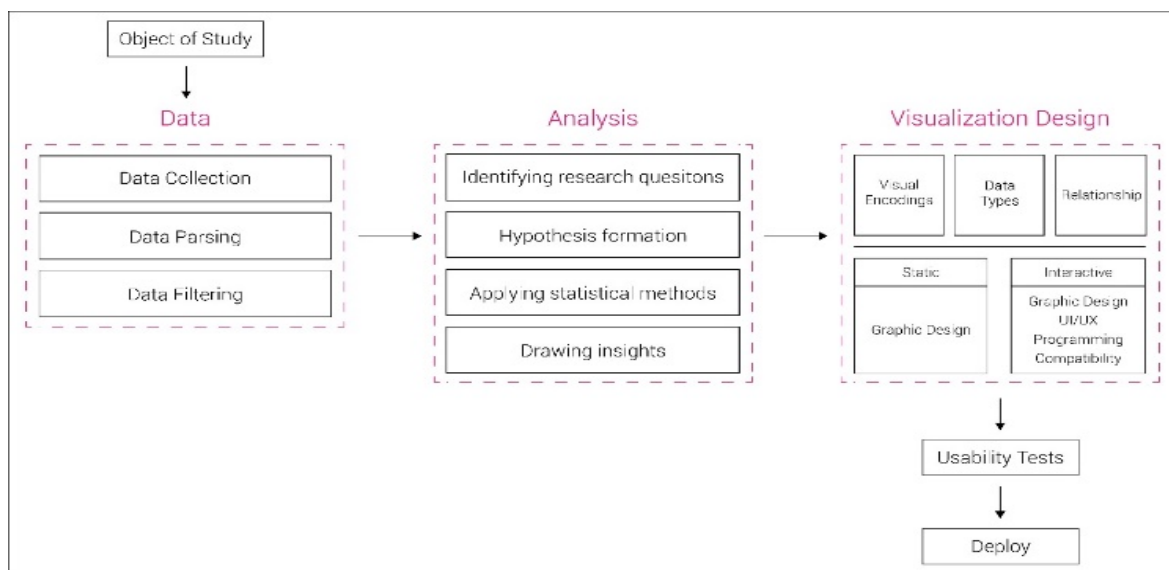 Object of Study
Data
Data Collection
Data Parsing
Data Filtering
Analysis
Identifying research quesitons
Hypothesis formation
Applying statistical methods
Drawing insights
Visualization Design
Visual
Encodings
Data
Types
Relationship
Static
Graphic Design
Interactive
Graphic Design
UI/UX
Programming
Compatibility
Usability Tests
Deploy